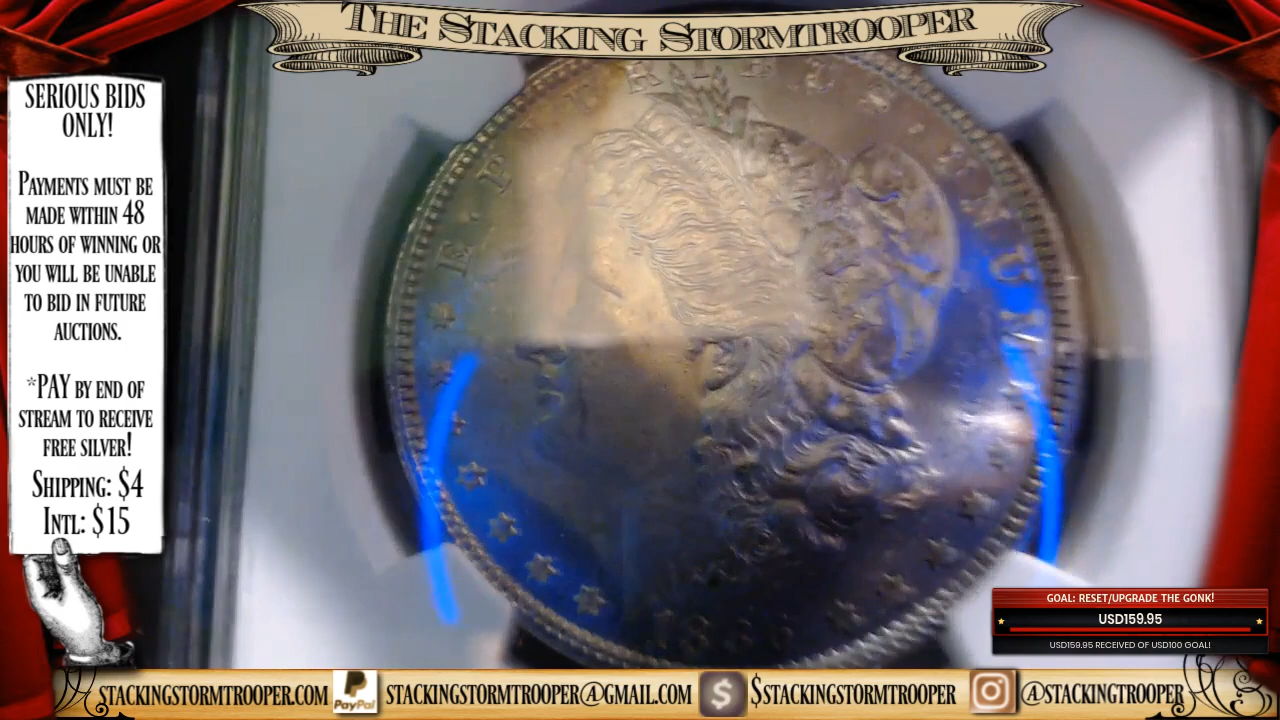 THE STACKING STORMTROOPER
SERIOUS BIDS
ONLY!
PAYMENTS MUST BE
MADE WITHIN 48
HOURS OF WINNING OR
YOU WILL BE UNABLE
TO BID IN FUTURE
AUCTIONS.
*PAY BY END OF
STREAM TO RECEIVE
FREE SILVER!
SHIPPING: $4
INTL: $15
E · P URIBUS UNUM
GOAL: RESET/UPGRADE THE GONK!
USD159.95
USD159.95 RECEIVED OF USD100 GOAL!
STACKINGSTORMTROOPER.COM
PayPal
STACKINGSTORMTROOPER@GMAIL.COM
$
$STACKINGSTORMTROOPER
@STACKINGTROOPER